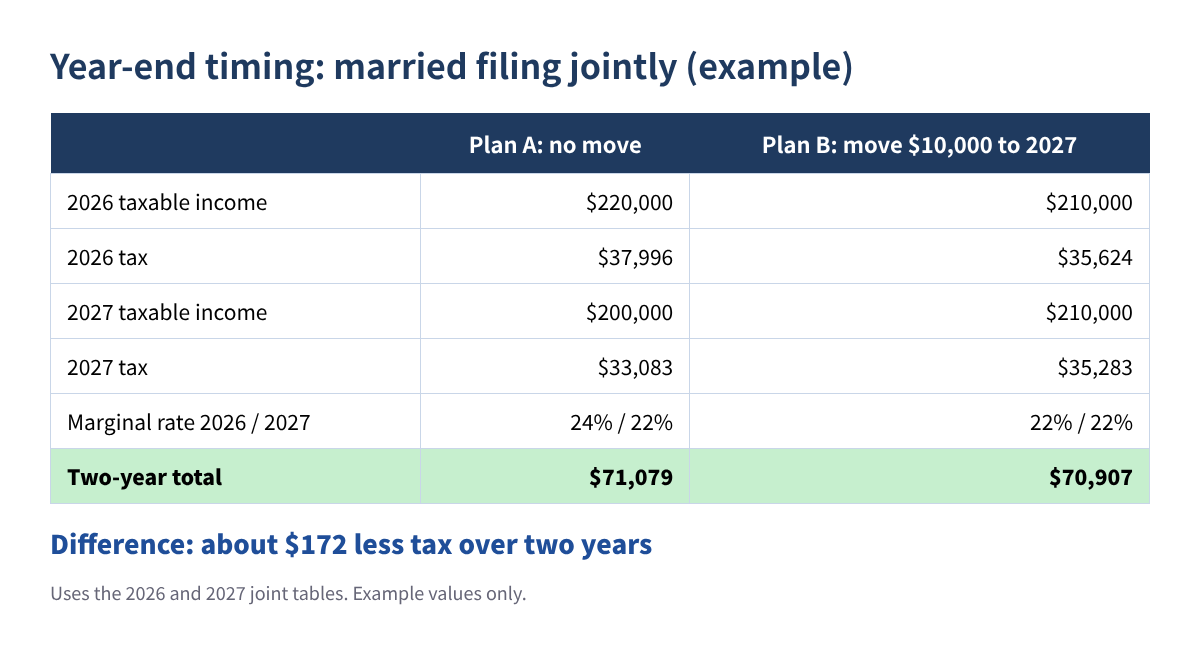 Year-end timing: married filing jointly (example)
Plan A: no move Plan B: move $10,000 to 2027
2026 taxable income $220,000 $210,000
2026 tax $37,996 $35,624
2027 taxable income $200,000 $210,000
2027 tax $33,083 $35,283
Marginal rate 2026 / 2027 24% / 22% 22% / 22%
Two-year total $71,079 $70,907
Difference: about $172 less tax over two years
Uses the 2026 and 2027 joint tables. Example values only.